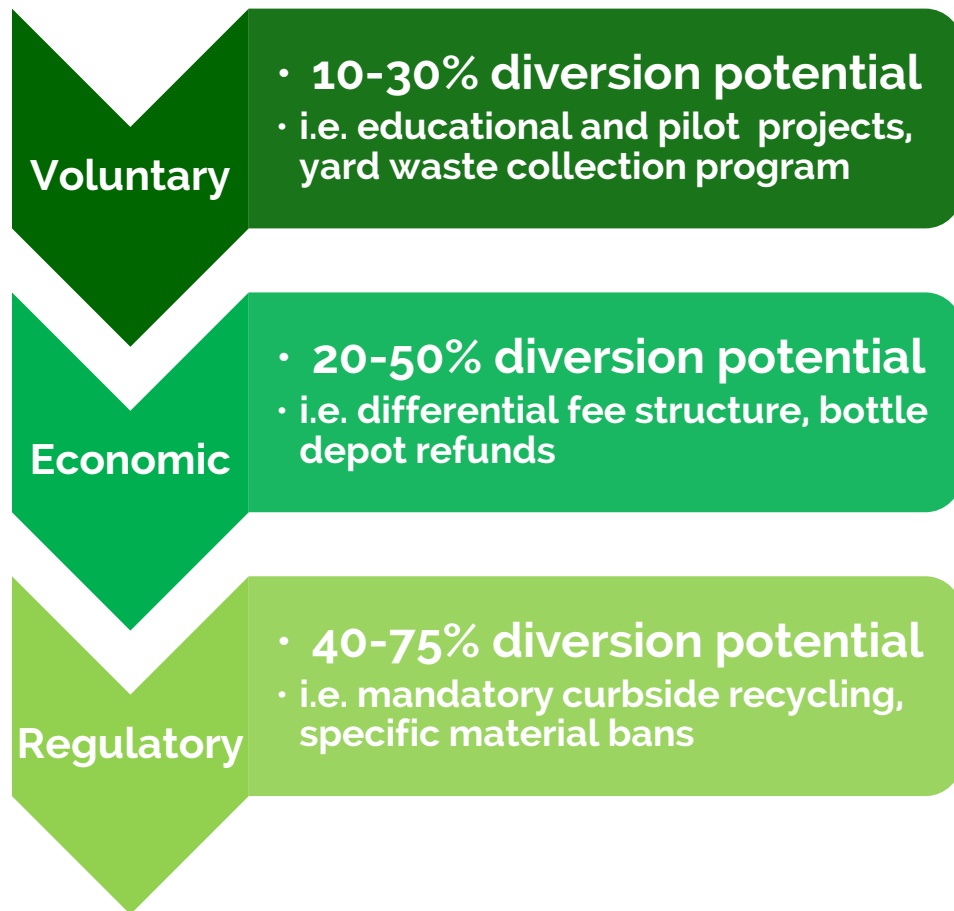 Voluntary
· 10-30% diversion potential
· i.e. educational and pilot projects,
yard waste collection program
Economic
· 20-50% diversion potential
· i.e. differential fee structure, bottle
depot refunds
Regulatory
· 40-75% diversion potential
· i.e. mandatory curbside recycling,
specific material bans